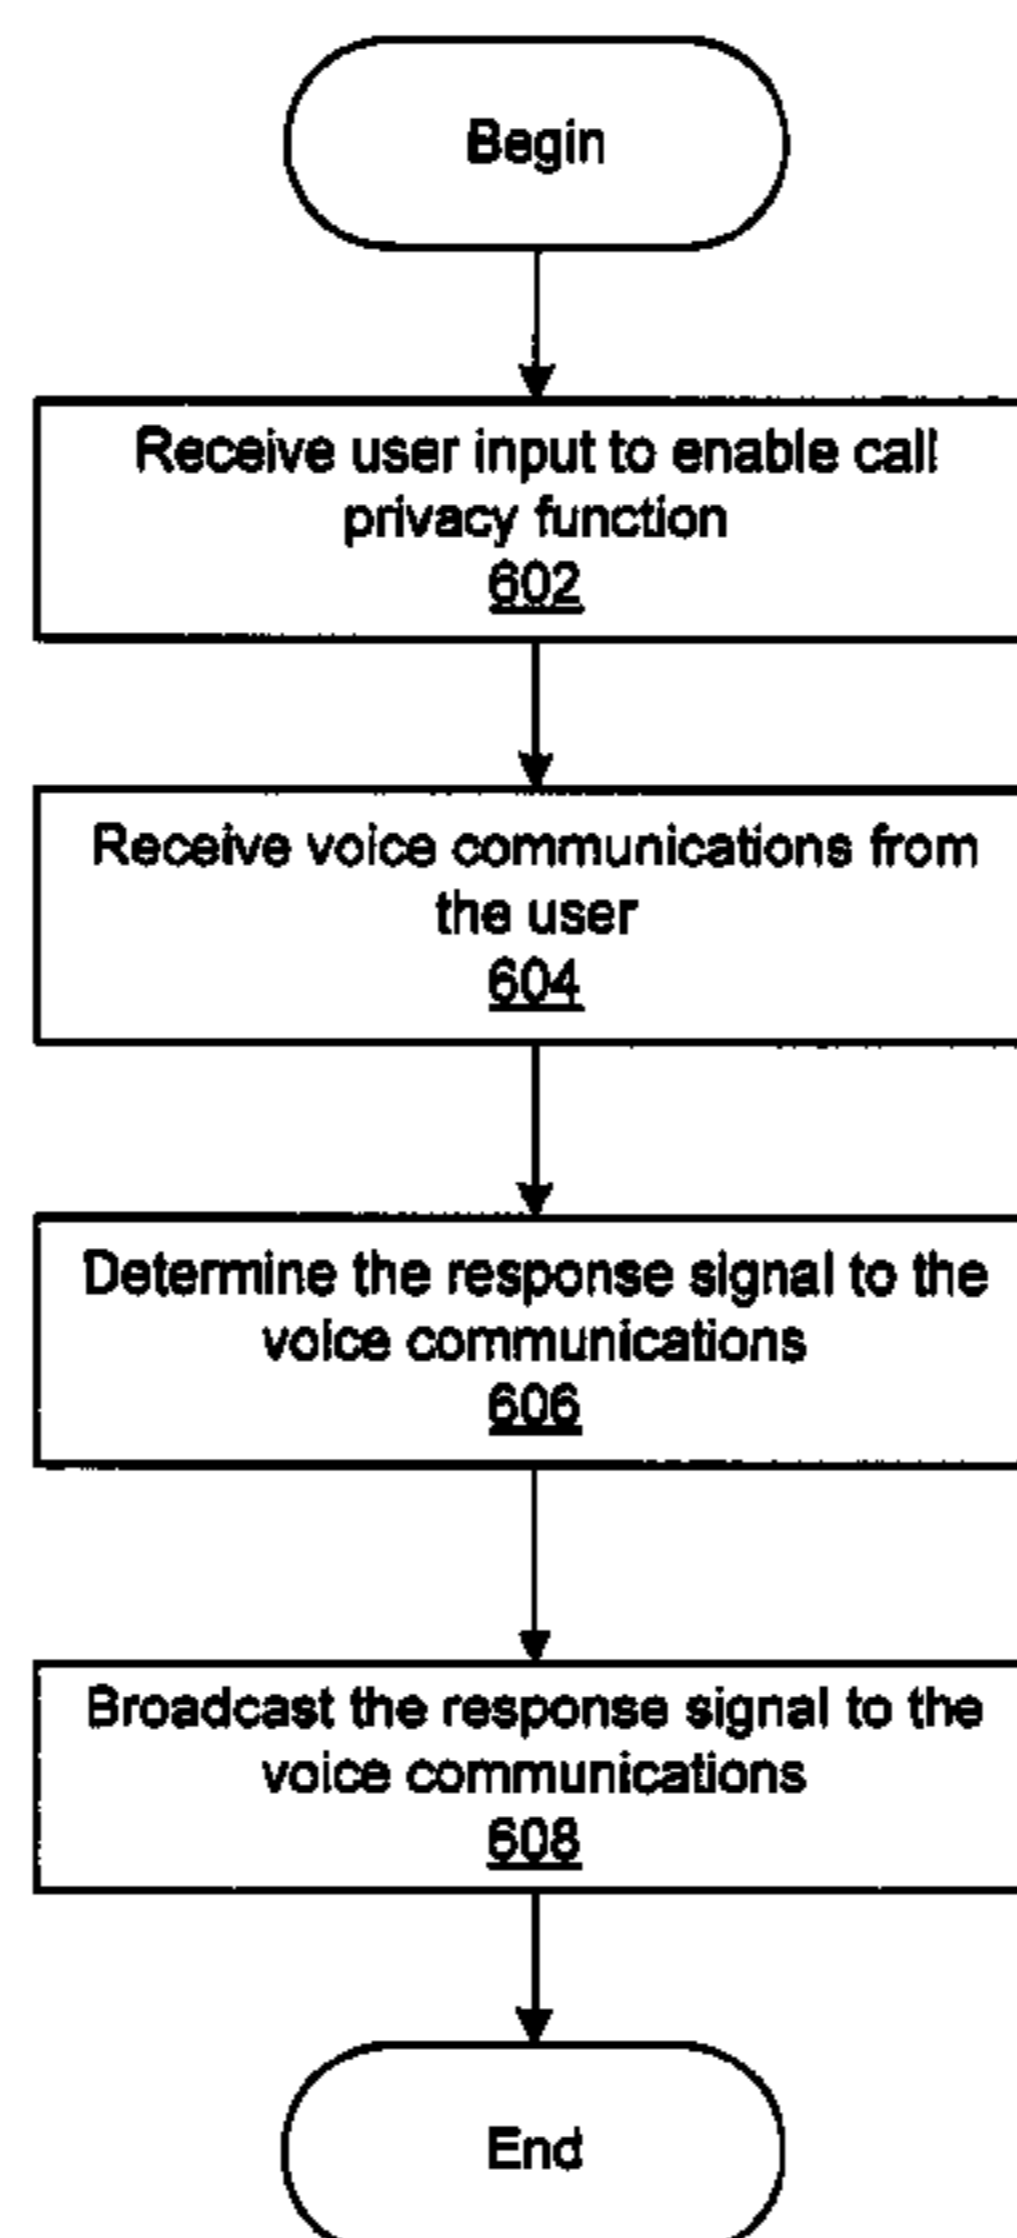 Begin
Receive user input to enable call
privacy function
602
Receive voice communications from
the user
604
Determine the response signal to the
voice communications
606
Broadcast the response signal to the
voice communications
608
End